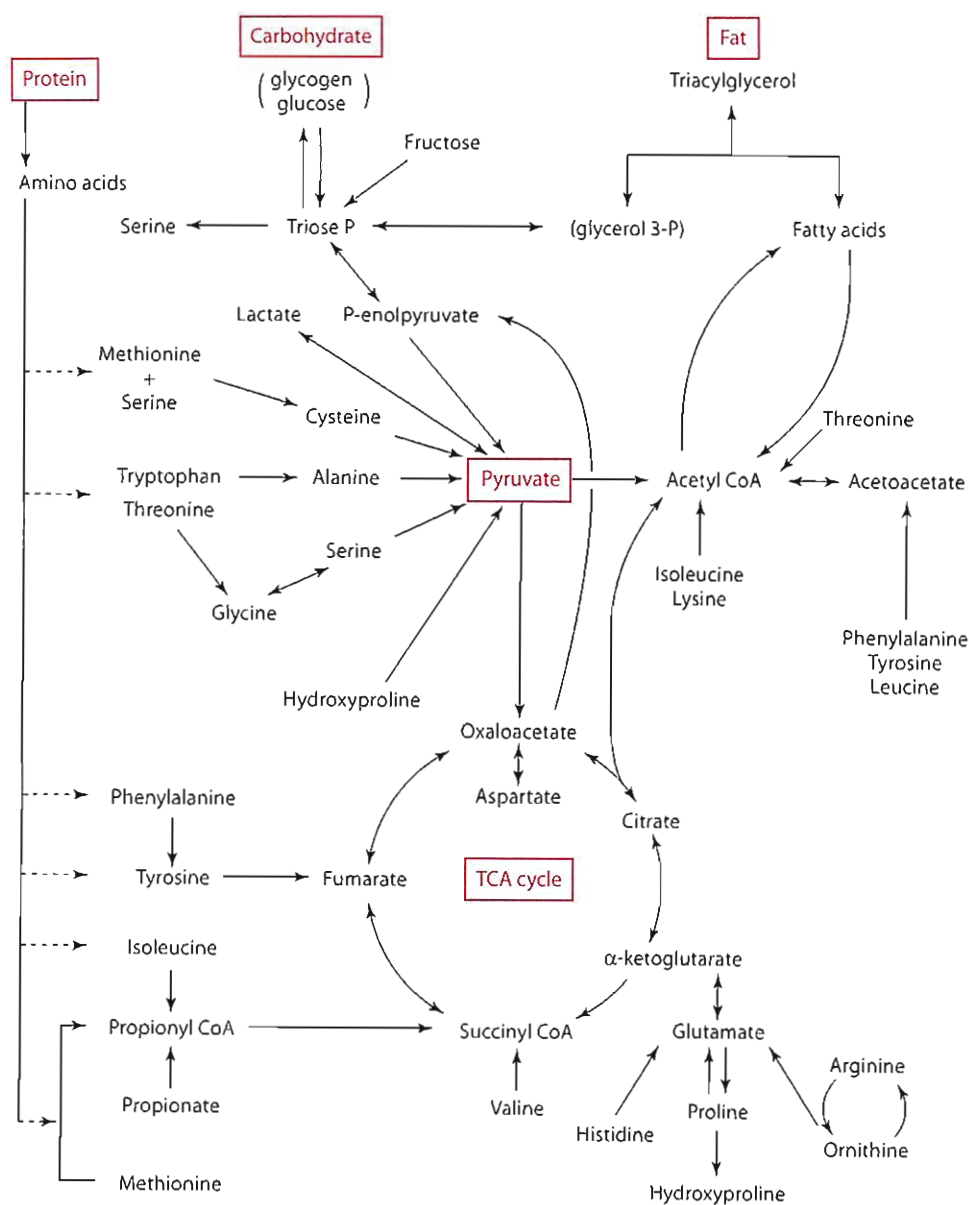 Carbohydrate
Fat
Protein
(glycogen
glucose)
Triacylglycerol
Fructose
Amino acids
Serine
Triose P
(glycerol 3-P)
Fatty acids
Lactate
P-enolpyruvate
Methionine
+
Serine
Cysteine
Threonine
Tryptophan
Alanine
Pyruvate
Acetyl CoA
Acetoacetate
Threonine
Serine
Glycine
Isoleucine
Lysine
Phenylalanine
Tyrosine
Leucine
Hydroxyproline
Oxaloacetate
Aspartate
Phenylalanine
Citrate
Tyrosine
Fumarate
TCA cycle
Isoleucine
α-ketoglutarate
Propionyl CoA
Succinyl CoA
Glutamate
Arginine
Propionate
Valine
Proline
Histidine
Ornithine
Methionine
Hydroxyproline